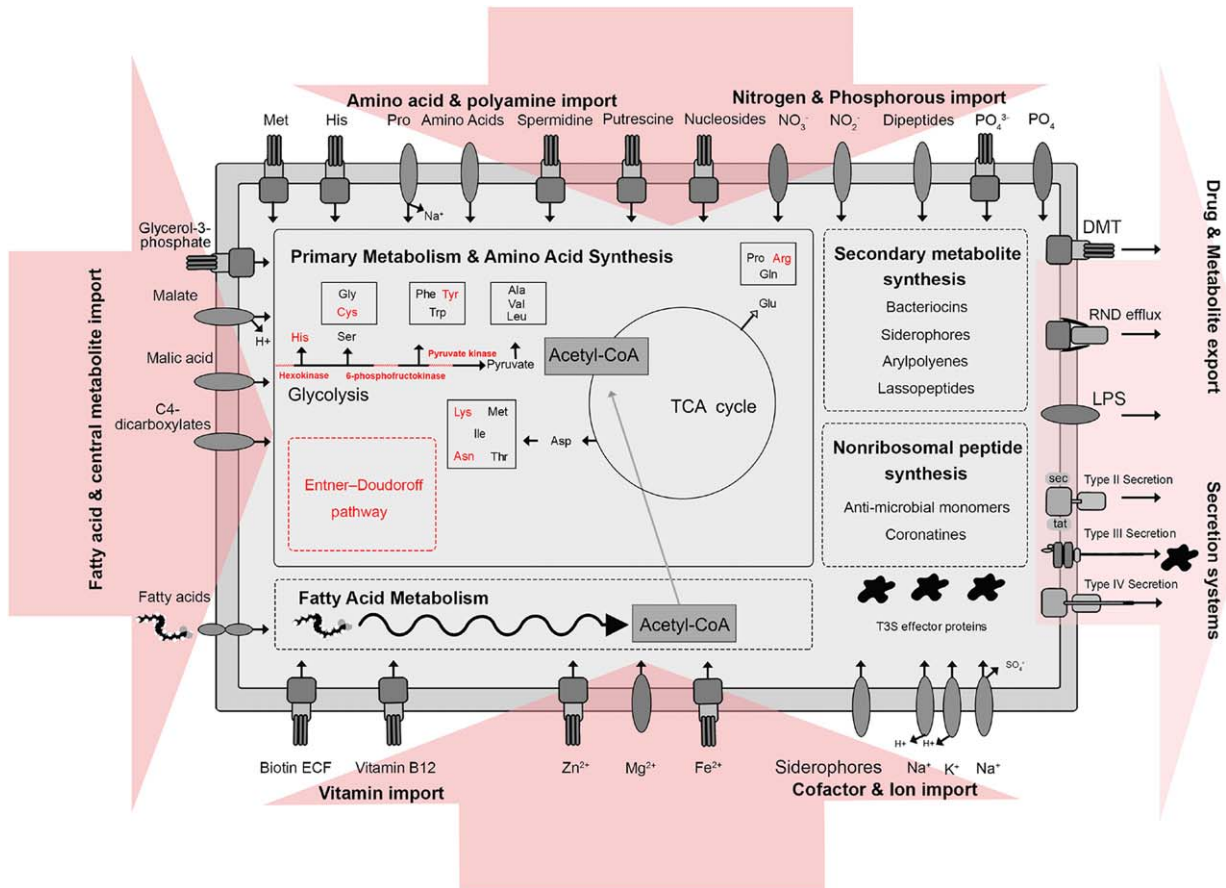 Amino acid & polyamine import
Nitrogen & Phosphorous import
Met
His
Pro
Amino Acids
Spermidine
Putrescine
Nucleosides
NO₃⁻
NO₂⁻
Dipeptides
PO₄³⁻
PO₄
Na⁺
Fatty acid & central metabolite import
Glycerol-3-
phosphate
Malate
H+
Malic acid
C4-
dicarboxylates
Fatty acids
Primary Metabolism & Amino Acid Synthesis
Gly
Cys
Ser
Phe Tyr
Trp
Ala
Val
Leu
Pro Arg
Gln
Glu
His
Hexokinase
6-phosphofructokinase
Pyruvate kinase
Pyruvate
Glycolysis
Acetyl-CoA
TCA cycle
Lys Met
Ile
Asn Thr
Asp
Entner–Doudoroff
pathway
Fatty Acid Metabolism
Acetyl-CoA
Secondary metabolite
synthesis
Bacteriocins
Siderophores
Arylpolyenes
Lassopeptides
Nonribosomal peptide
synthesis
Anti-microbial monomers
Coronatines
T3S effector proteins
DMT
RND efflux
LPS
sec
Type II Secretion
tat
Type III Secretion
Type IV Secretion
Drug & Metabolite export
Secretion systems
SO₄⁻
H+
H+
Biotin ECF
Vitamin B12
Zn²⁺
Mg²⁺
Fe²⁺
Siderophores
Na⁺
K⁺
Na⁺
Vitamin import
Cofactor & Ion import